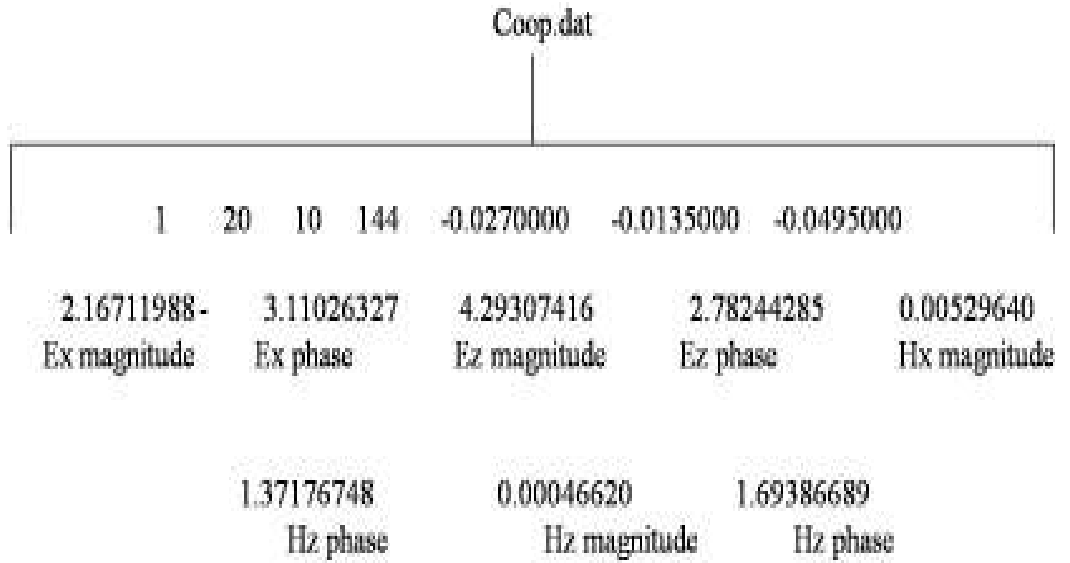 Coop.dat
1 20 10 144 -0.0270000 -0.0135000 -0.0495000
2.16711988- 3.11026327 4.29307416 2.78244285 0.00529640
Ex magnitude Ex phase Ez magnitude Ez phase Hx magnitude
1.37176748 0.00046620 1.69386689
Hz phase Hz magnitude Hz phase